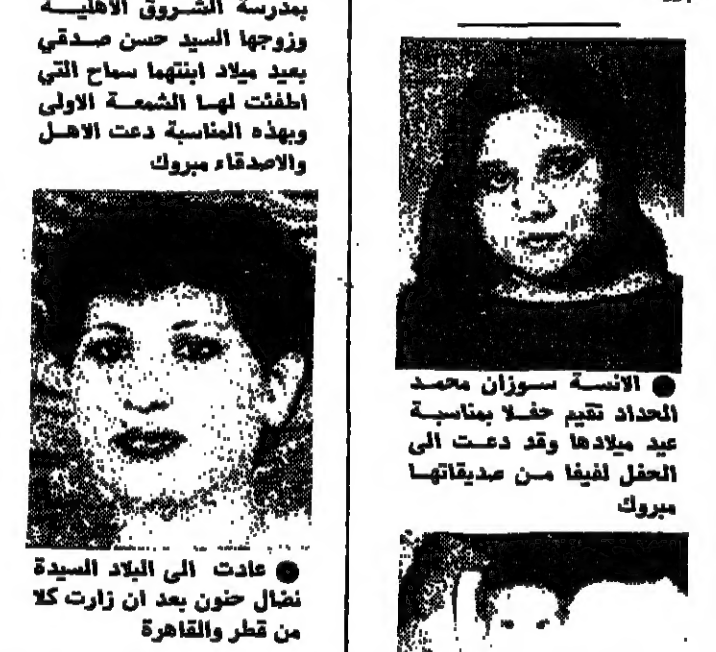 الانسة سوزان محمد
الحداد تقيم حفلا بمناسبة
عيد ميلادها وقد دعت الى
الحفل لفيفا من صديقاتها
مبروك
بمدرسة الشروق الاهلية
وزوجها السيد حسن صدقي
بعيد ميلاد ابنتهما سماح التي
اطفئت لها الشمعة الاولى
وبهذه المناسبة دعت الاهل
والاصدقاء مبروك
عادت الى البلاد السيدة
نضال حنون بعد ان زارت كلا
من قطر والقاهرة